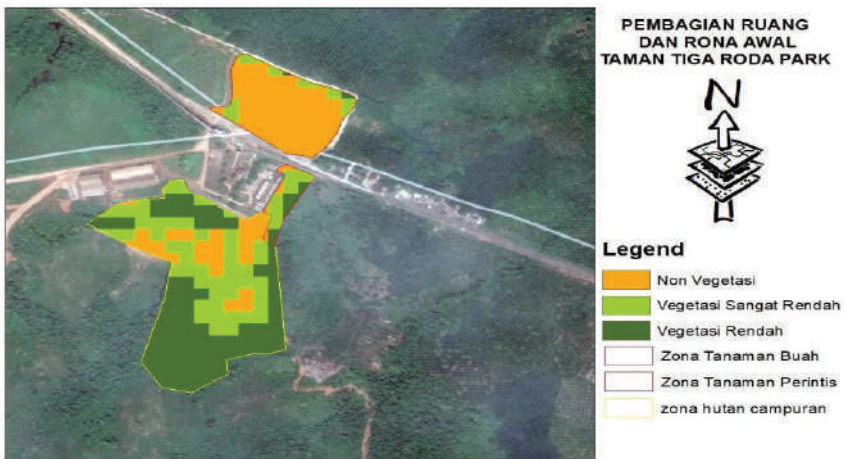 PEMBAGIAN RUANG
DAN RONA AWAL
TAMAN TIGA RODA PARK
N
Legend
Non Vegetasi
Vegetasi Sangat Rendah
Vegetasi Rendah
Zona Tanaman Buah
Zona Tanaman Perintis
zona hutan campuran